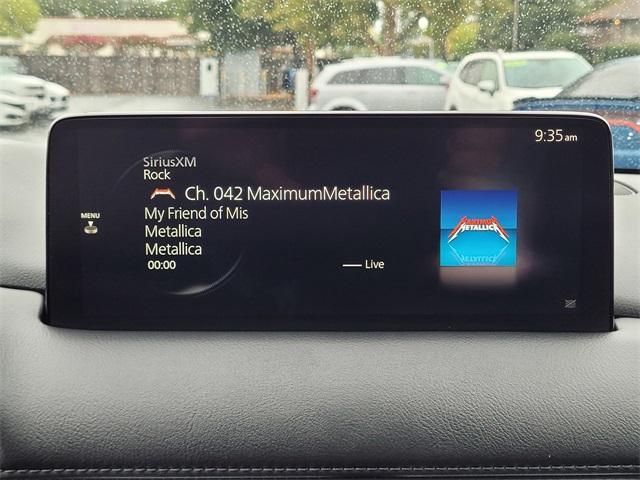 9:35 am
SiriusXM
Rock
Ch. 042 MaximumMetallica
MENU
My Friend of Mis
Metallica
Metallica
00:00
Live
METALLICA